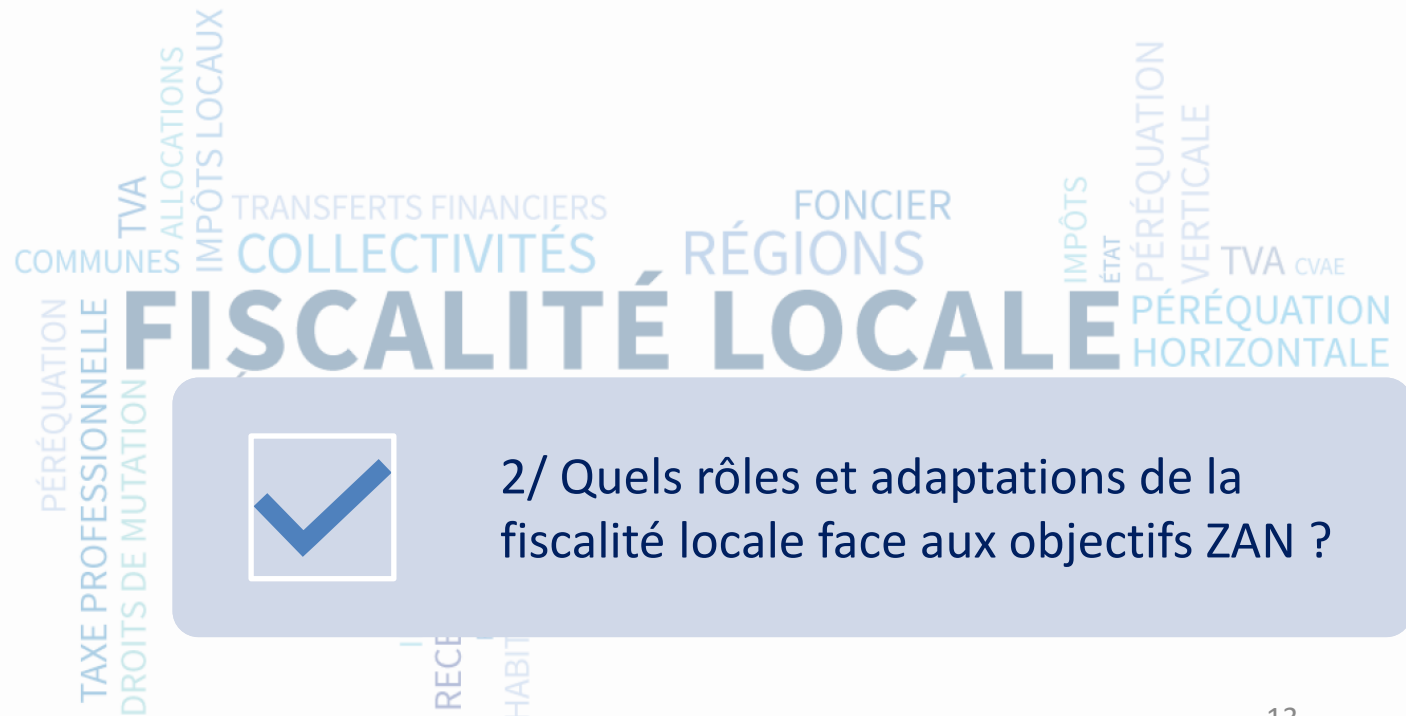 IMPÔTS LOCAUX
ALLOCATIONS
TVA
TRANSFERTS FINANCIERS
FONCIER
IMPÔTS
ÉTAT
PÉRÉQUATION
VERTICALE
COMMUNES
COLLECTIVITÉS
RÉGIONS
TVA
CVAE
FISCALITÉ LOCALE
PÉRÉQUATION
HORIZONTALE
PÉRÉQUATION
TAXE PROFESSIONNELLE
DROITS DE MUTATION
2/ Quels rôles et adaptations de la
fiscalité locale face aux objectifs ZAN ?
RECE
HABIT